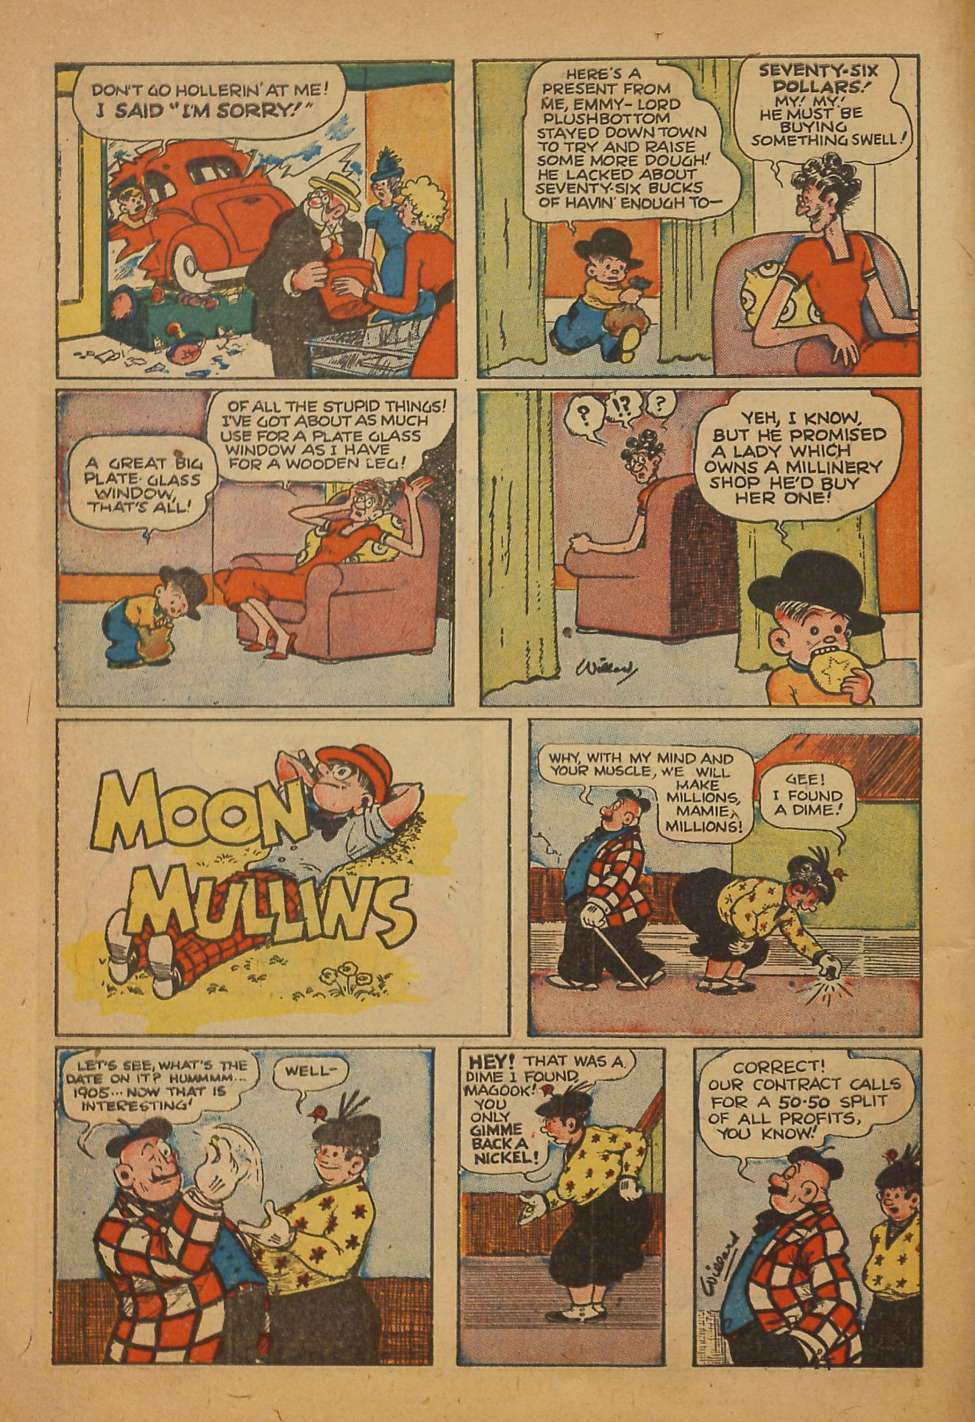 DON'T GO HOLLERIN' AT ME!
I SAID "I'M SORRY!"
HERE'S A
PRESENT FROM
ME, EMMY-LORD
PLUSHBOTTOM
STAYED DOWN TOWN
TO TRY AND RAISE
SOME MORE DOUGH!
HE LACKED ABOUT
SEVENTY-SIX BUCKS
OF HAVIN' ENOUGH TO-
SEVENTY-SIX
DOLLARS!
MY! MY!
HE MUST BE
BUYING
SOMETHING SWELL!
A GREAT BIG
PLATE-GLASS
WINDOW,
THAT'S ALL!
OF ALL THE STUPID THINGS!
I'VE GOT ABOUT AS MUCH
USE FOR A PLATE GLASS
WINDOW AS I HAVE
FOR A WOODEN LEG!
?
!?
?
YEH, I KNOW,
BUT HE PROMISED
A LADY WHICH
OWNS A MILLINERY
SHOP HE'D BUY
HER ONE!
Willard
MOON
MULLINS
WHY, WITH MY MIND AND
YOUR MUSCLE, WE WILL
MAKE
MILLIONS,
MAMIE,
MILLIONS!
GEE!
I FOUND
A DIME!
LET'S SEE, WHAT'S THE
DATE ON IT? HUMMMM...
1905... NOW THAT IS
INTERESTING!
WELL-
HEY! THAT WAS A
DIME I FOUND,
MAGOOK!
YOU
ONLY
GIMME
BACK A
NICKEL!
CORRECT!
OUR CONTRACT CALLS
FOR A 50-50 SPLIT
OF ALL PROFITS,
YOU KNOW!
Willard